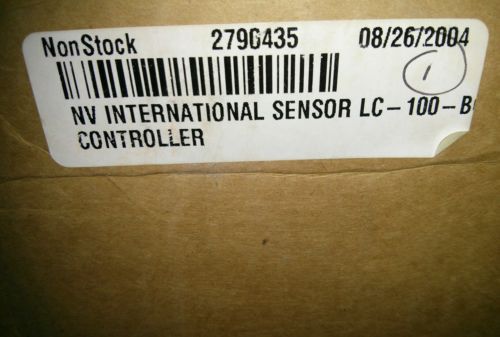 NonStock 2790435 08/26/2004
1
NV INTERNATIONAL SENSOR LC-100-B
CONTROLLER